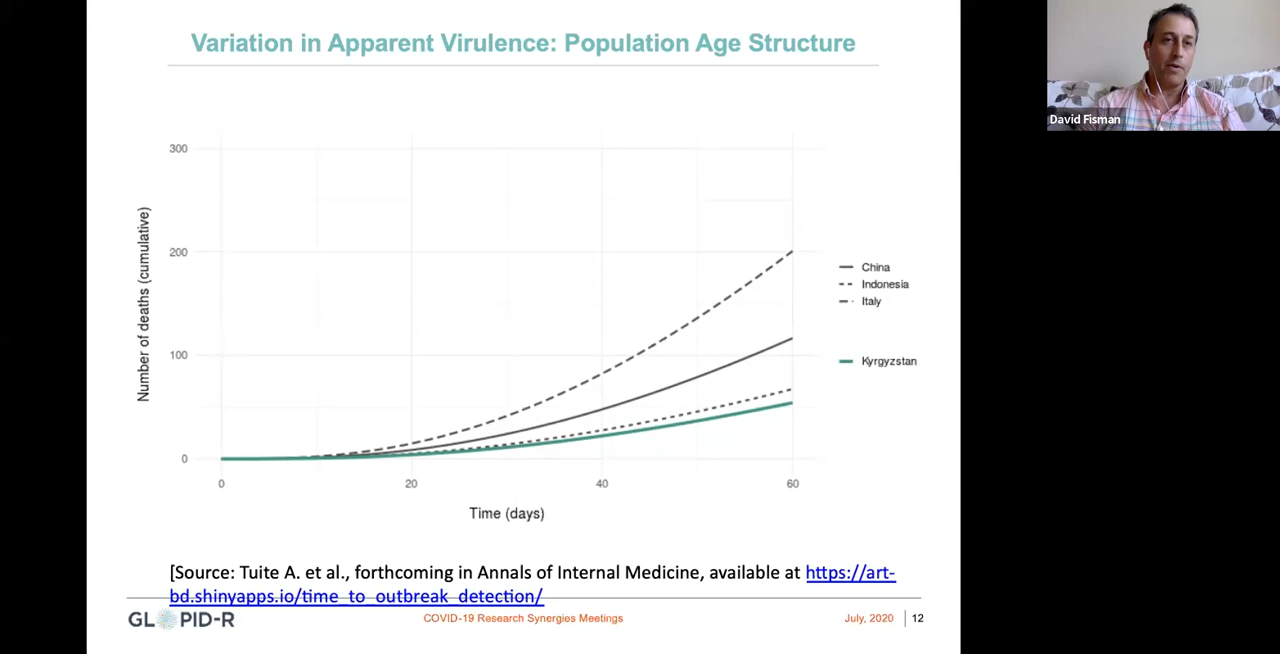 Variation in Apparent Virulence: Population Age Structure
David Fisman
300
200
100
0
Number of deaths (cumulative)
0
20
40
60
Time (days)
China
Indonesia
Italy
Kyrgyzstan
[Source: Tuite A. et al., forthcoming in Annals of Internal Medicine, available at https://art-
bd.shinyapps.io/time_to_outbreak_detection/
GLOPID-R
COVID-19 Research Synergies Meetings
July, 2020
12